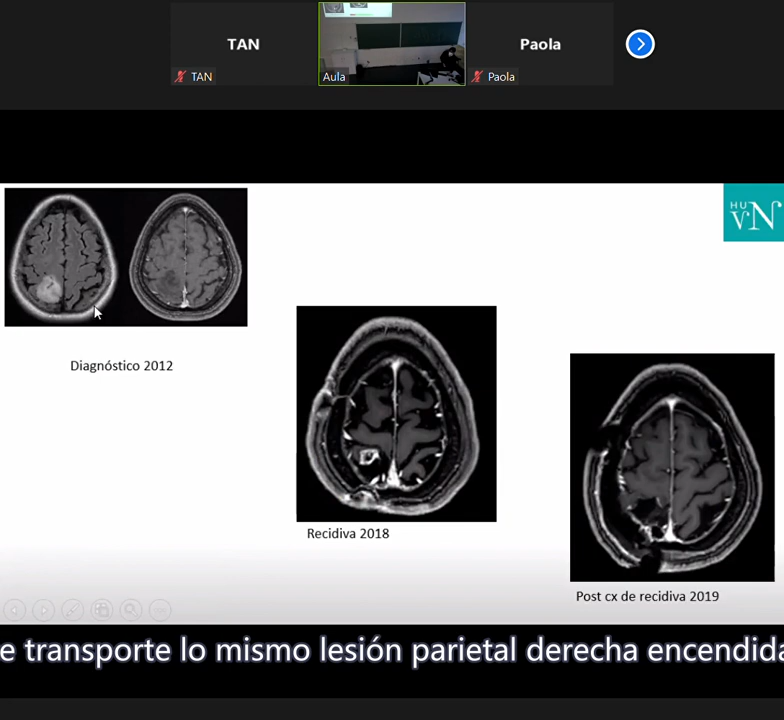 TAN
Paola
TAN
Aula
Paola
HU
VN
Diagnóstico 2012
Recidiva 2018
Post cx de recidiva 2019
e transporte lo mismo lesión parietal derecha encendida